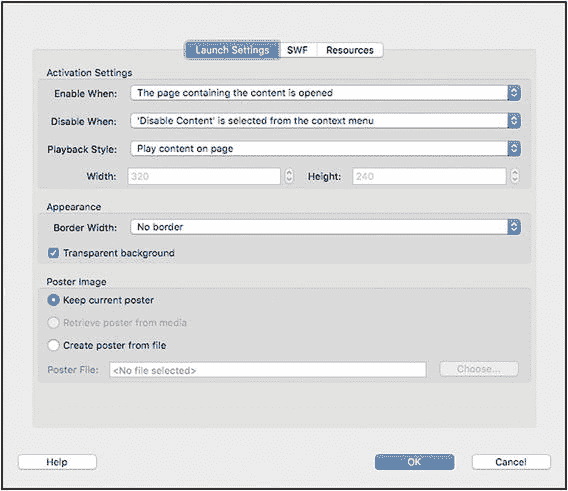 Launch Settings SWF Resources
Activation Settings
Enable When: The page containing the content is opened
Disable When: 'Disable Content' is selected from the context menu
Playback Style: Play content on page
Width: 320 Height: 240
Appearance
Border Width: No border
Transparent background
Poster Image
Keep current poster
Retrieve poster from media
Create poster from file
Poster File: <No file selected> Choose...
Help OK Cancel